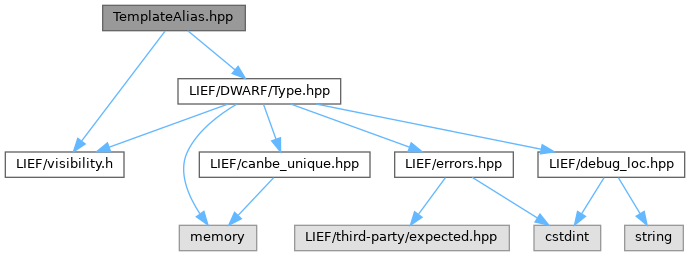 TemplateAlias.hpp
LIEF/DWARF/Type.hpp
LIEF/visibility.h
LIEF/canbe_unique.hpp
LIEF/errors.hpp
LIEF/debug_loc.hpp
memory
LIEF/third-party/expected.hpp
cstdint
string